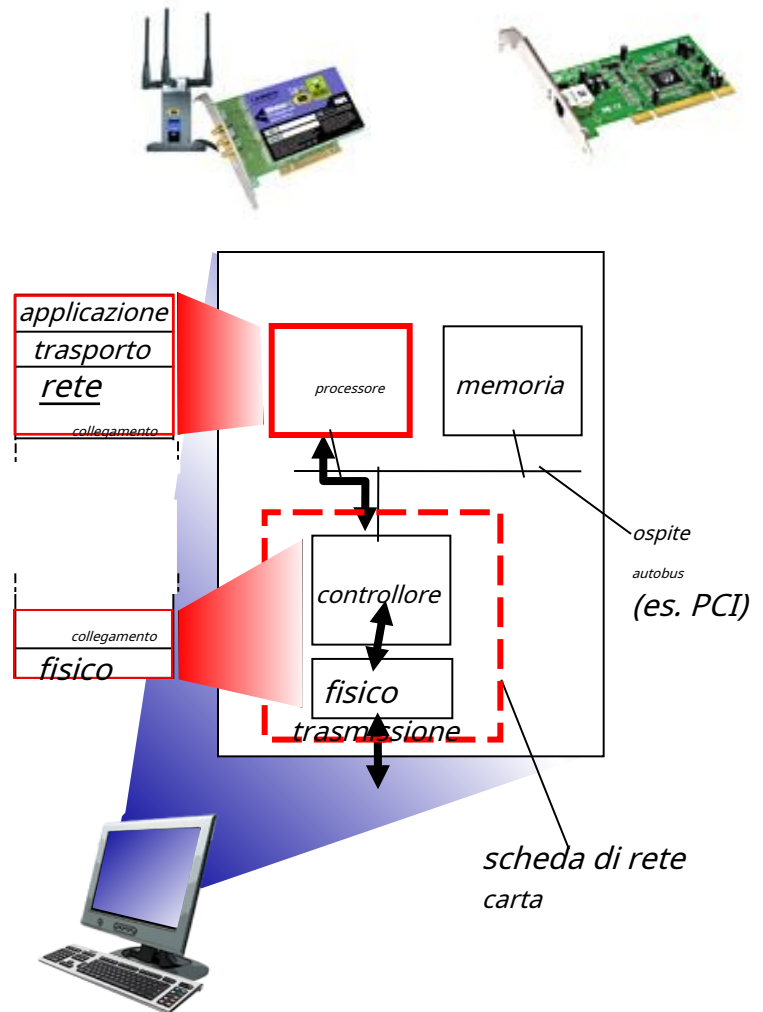 applicazione
trasporto
rete
collegamento
processore
memoria
ospite
autobus
(es. PCI)
controllore
collegamento
fisico
fisico
trasmissione
scheda di rete
carta